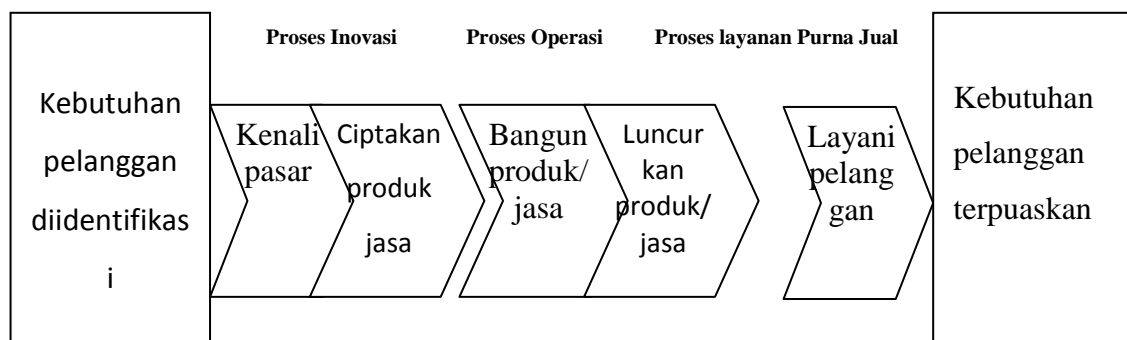 Proses Inovasi
Proses Operasi
Proses layanan Purna Jual
Kebutuhan
pelanggan
diidentifikas
i
Kenali
pasar
Ciptakan
produk
jasa
Bangun
produk/
jasa
Luncur
kan
produk/
jasa
Layani
pelang
gan
Kebutuhan
pelanggan
terpuaskan